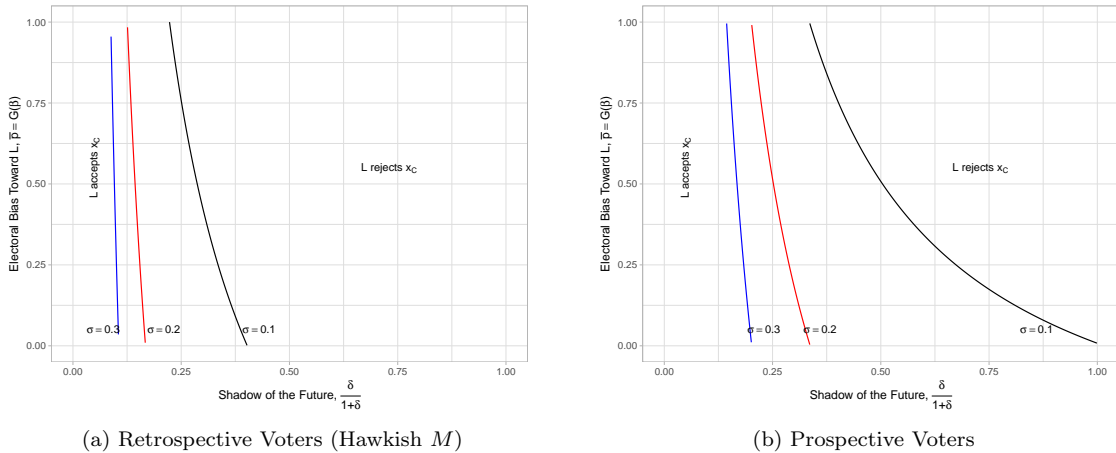 1.00
0.75
0.50
0.25
0.00
Electoral Bias Toward L, p̅ = G(β)
L accepts x_C
L rejects x_C
σ = 0.3
σ = 0.2
σ = 0.1
0.00 0.25 0.50 0.75 1.00
Shadow of the Future, δ/1+δ
(a) Retrospective Voters (Hawkish M)
1.00
0.75
0.50
0.25
0.00
Electoral Bias Toward L, p̅ = G(β)
L accepts x_C
L rejects x_C
σ = 0.3
σ = 0.2
σ = 0.1
0.00 0.25 0.50 0.75 1.00
Shadow of the Future, δ/1+δ
(b) Prospective Voters